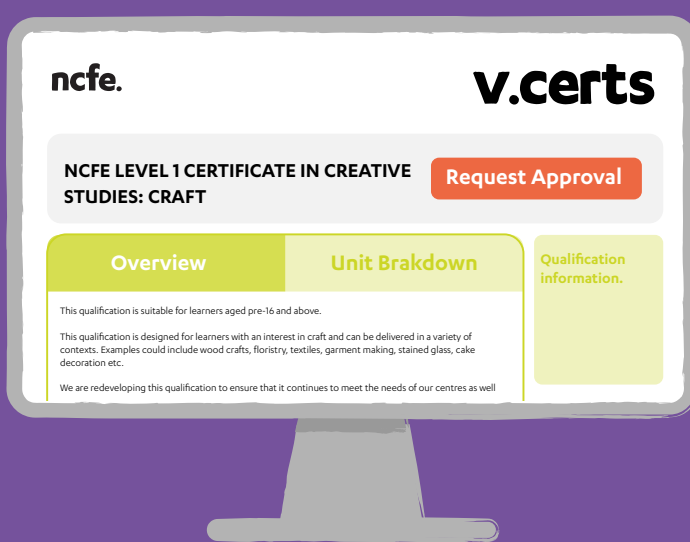 ncfe.
v.certs
NCFE LEVEL 1 CERTIFICATE IN CREATIVE
STUDIES: CRAFT
Request Approval
Overview
Unit Brakdown
Qualification
information.
This qualification is suitable for learners aged pre-16 and above.
This qualification is designed for learners with an interest in craft and can be delivered in a variety of
contexts. Examples could include wood crafts, floristry, textiles, garment making, stained glass, cake
decoration etc.
We are redeveloping this qualification to ensure that it continues to meet the needs of our centres as well